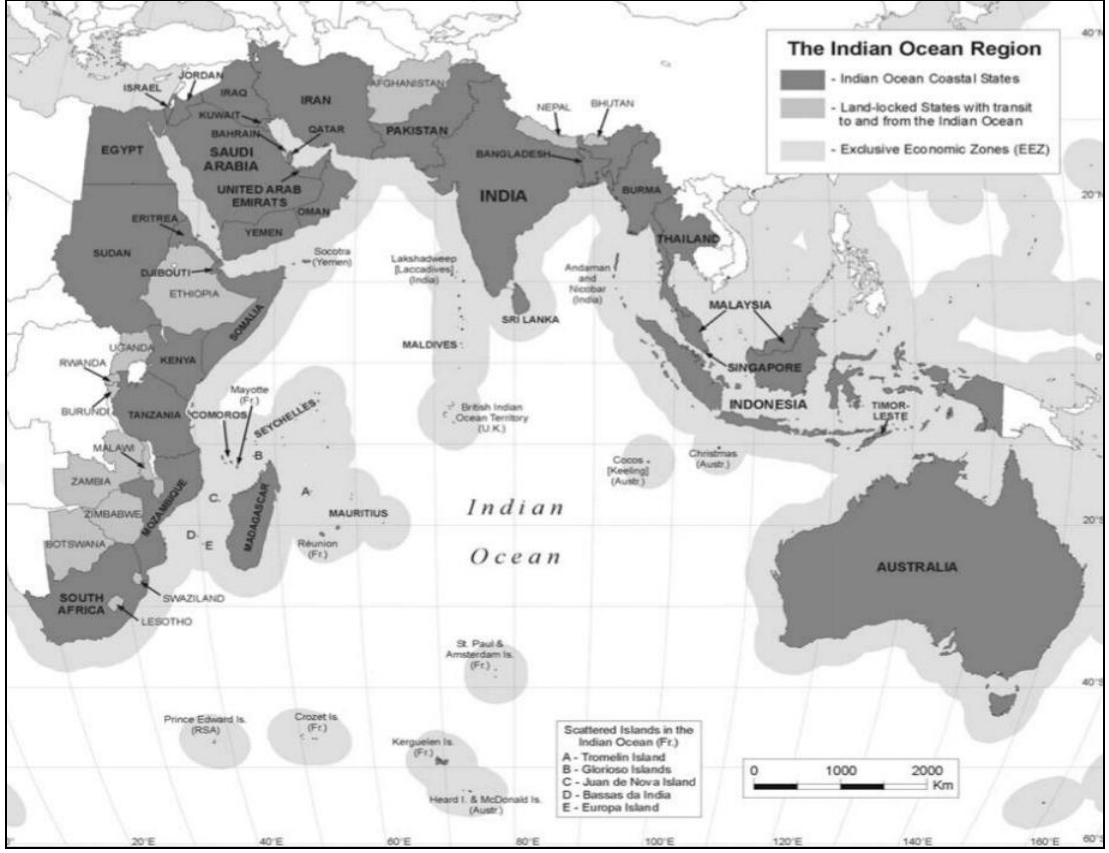 40°N
The Indian Ocean Region
- Indian Ocean Coastal States
- Land-locked States with transit
to and from the Indian Ocean
- Exclusive Economic Zones (EEZ)
JORDAN
ISRAEL
IRAQ
IRAN
AFGHANISTAN
KUWAIT
BAHRAIN
QATAR
PAKISTAN
NEPAL
BHUTAN
EGYPT
SAUDI
ARABIA
BANGLADESH
UNITED ARAB
EMIRATS
INDIA
BURMA
20°N
OMAN
ERITREA
YEMEN
SUDAN
THAILAND
Socotra
(Yemen)
Lakshadweep
[Laccadives]
(India)
DJIBOUTI
Andaman
and
Nicobar
(India)
ETHIOPIA
MALAYSIA
SOMALIA
SRI LANKA
UGANDA
MALDIVES
KENYA
RWANDA
SINGAPORE
0°
Mayotte
(Fr.)
BURUNDI
TANZANIA
COMOROS
SEYCHELLES
British Indian
Ocean Territory
(U.K.)
INDONESIA
TIMOR-
LESTE
MALAWI
B
Christmas
(Austr.)
Cocos
[Keeling]
(Austr.)
ZAMBIA
C
A
MOZAMBIQUE
MADAGASCAR
MAURITIUS
Indian
Ocean
ZIMBABWE
20°S
D
E
Réunion
(Fr.)
BOTSWANA
AUSTRALIA
SOUTH
AFRICA
SWAZILAND
LESOTHO
St. Paul &
Amsterdam Is.
(Fr.)
40°S
Prince Edward Is.
(RSA)
Crozet Is.
(Fr.)
Kerguelen Is.
(Fr.)
Heard I. & McDonald Is.
(Austr.)
Scattered Islands in the
Indian Ocean (Fr.)
A - Tromelin Island
B - Glorioso Islands
C - Juan de Nova Island
D - Bassas da India
E - Europa Island
0 1000 2000
Km
0° 20°E 40°E 60°E 80°E 100°E 120°E 140°E 160°E